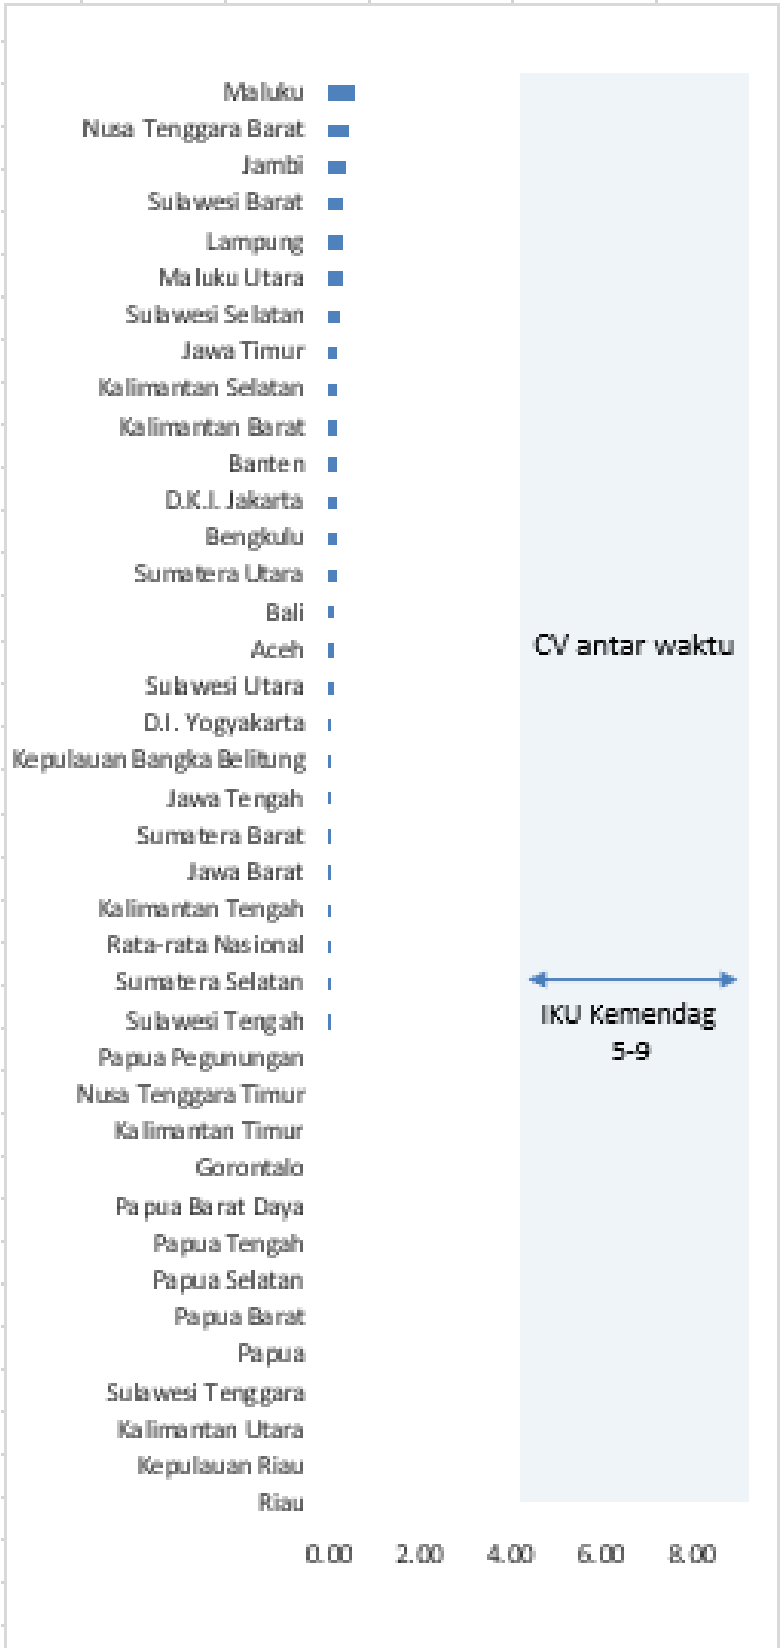 Maluku
Nusa Tenggara Barat
Jambi
Sulawesi Barat
Lampung
Maluku Utara
Sulawesi Selatan
Jawa Timur
Kalimantan Selatan
Kalimantan Barat
Banten
D.K.I. Jakarta
Bengkulu
Sumatera Utara
Bali
CV antar waktu
Aceh
Sulawesi Utara
D.I. Yogyakarta
Kepulauan Bangka Belitung
Jawa Tengah
Sumatera Barat
Jawa Barat
Kalimantan Tengah
Rata-rata Nasional
Sumatera Selatan
Sulawesi Tengah
IKU Kemendag
5-9
Papua Pegunungan
Nusa Tenggara Timur
Kalimantan Timur
Gorontalo
Papua Barat Daya
Papua Tengah
Papua Selatan
Papua Barat
Papua
Sulawesi Tenggara
Kalimantan Utara
Kepulauan Riau
Riau
0.00 2.00 4.00 6.00 8.00